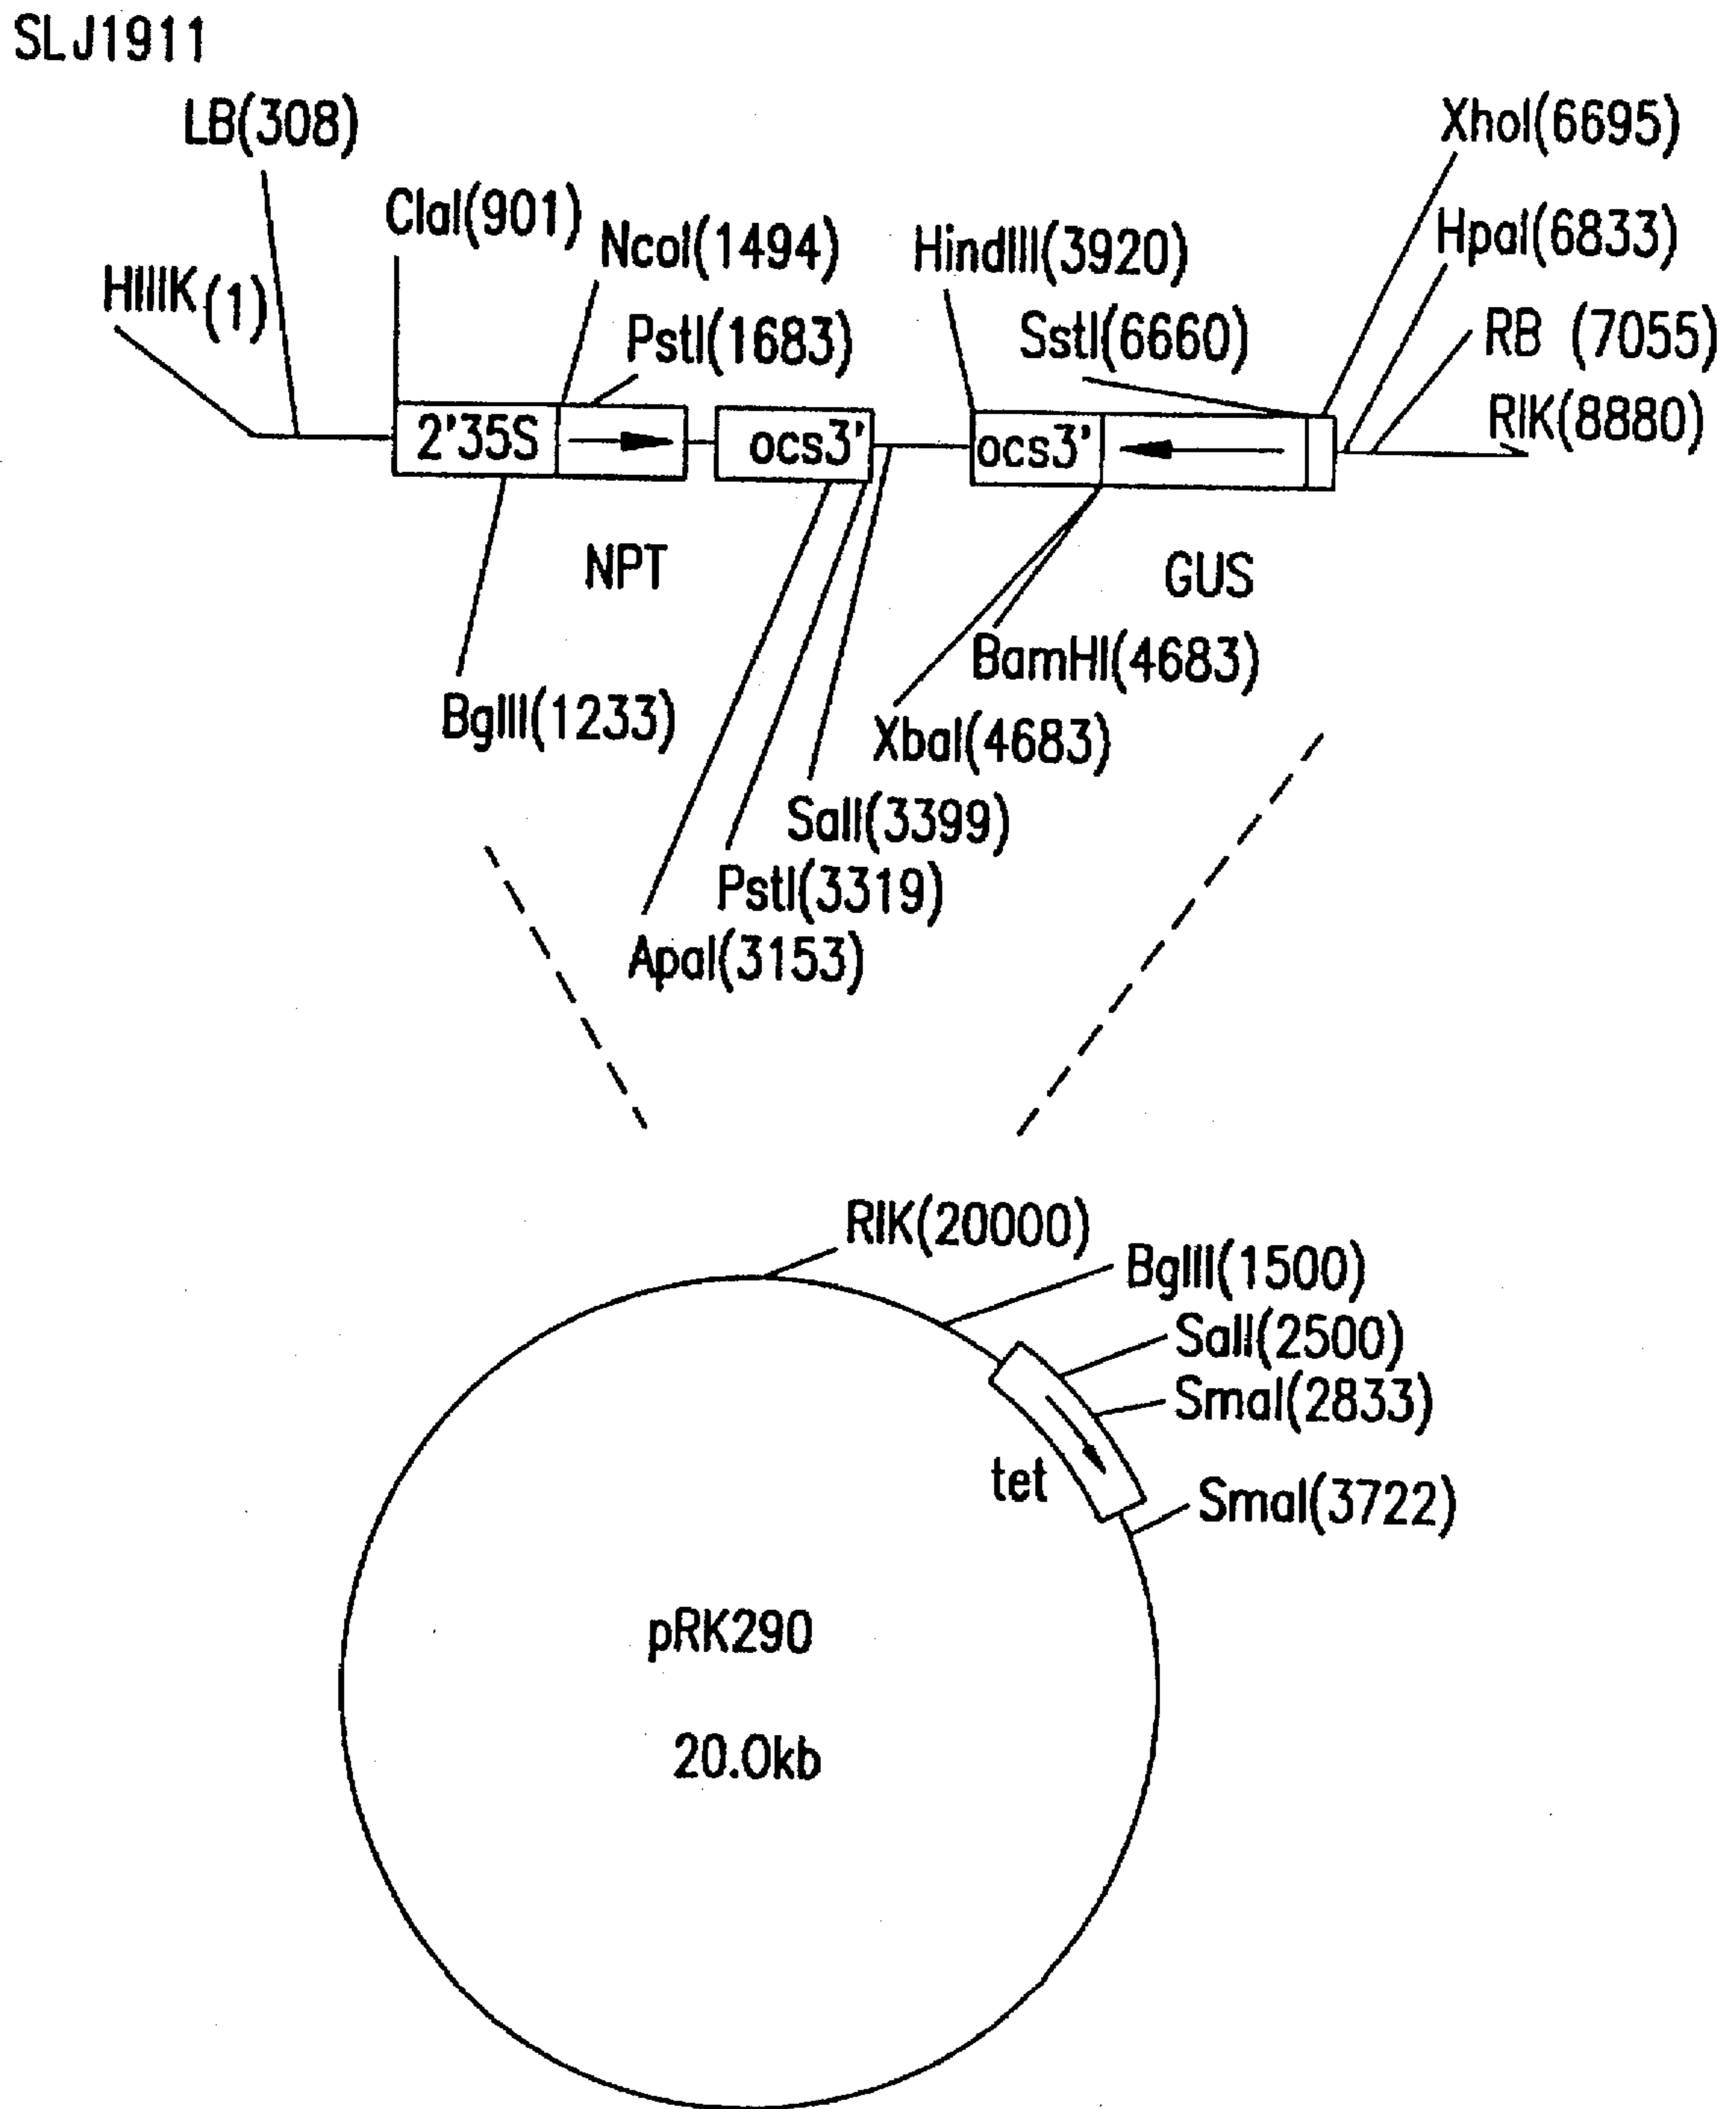 SLJ1911
LB(308)
XhoI(6695)
ClaI(901)
NcoI(1494)
HindIII(3920)
HpaI(6833)
HIIIK(1)
PstI(1683)
SstI(6660)
RB (7055)
RIK(8880)
2'35S
ocs3'
ocs3'
NPT
GUS
BamHI(4683)
BglII(1233)
XbaI(4683)
SalI(3399)
PstI(3319)
ApaI(3153)
RIK(20000)
BglII(1500)
SalI(2500)
SmaI(2833)
tet
SmaI(3722)
pRK290
20.0kb